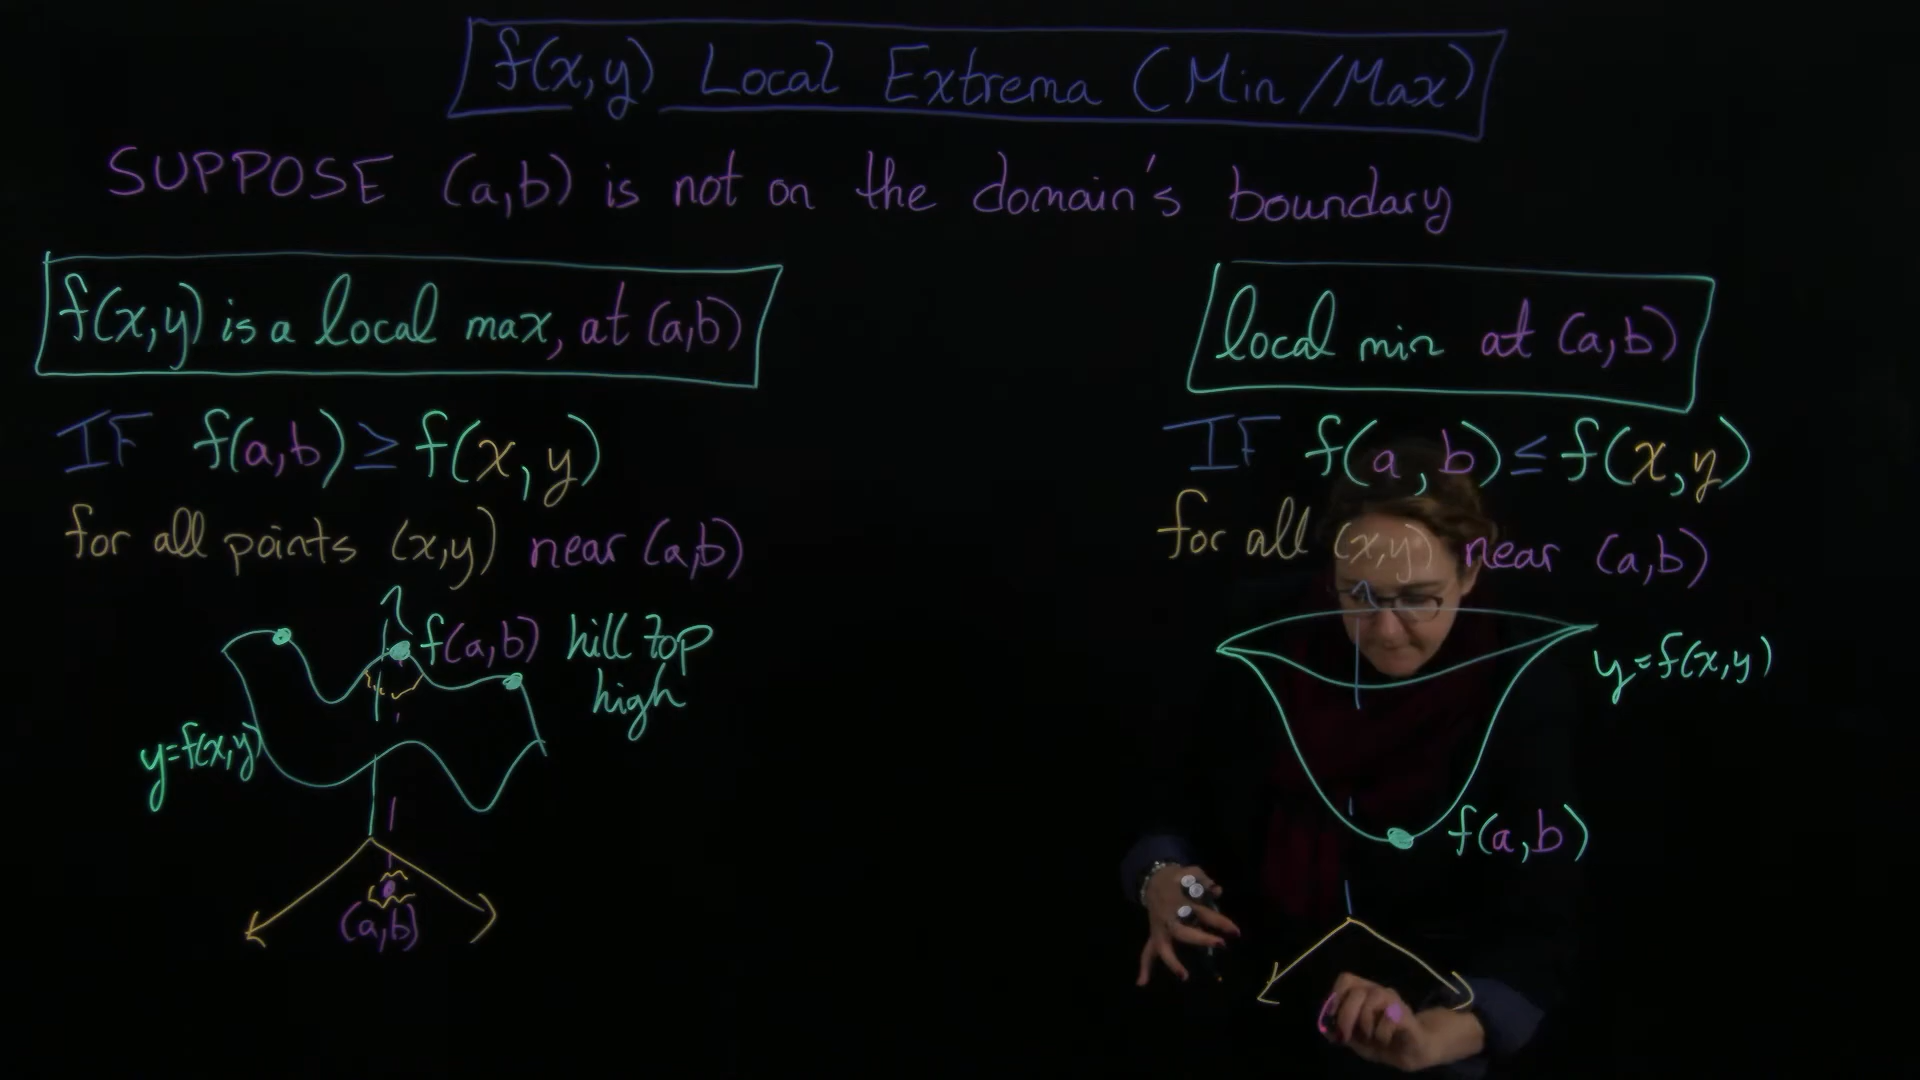 f(x,y) Local Extrema (Min/Max)
SUPPOSE (a,b) is not on the domain's boundary
f(x,y) is a local max, at (a,b)
IF f(a,b) ≥ f(x,y)
for all points (x,y) near (a,b)
f(a,b) hill top
high
y=f(x,y)
(a,b)
local min at (a,b)
IF f(a,b) ≤ f(x,y)
for all (x,y) near (a,b)
y=f(x,y)
f(a,b)